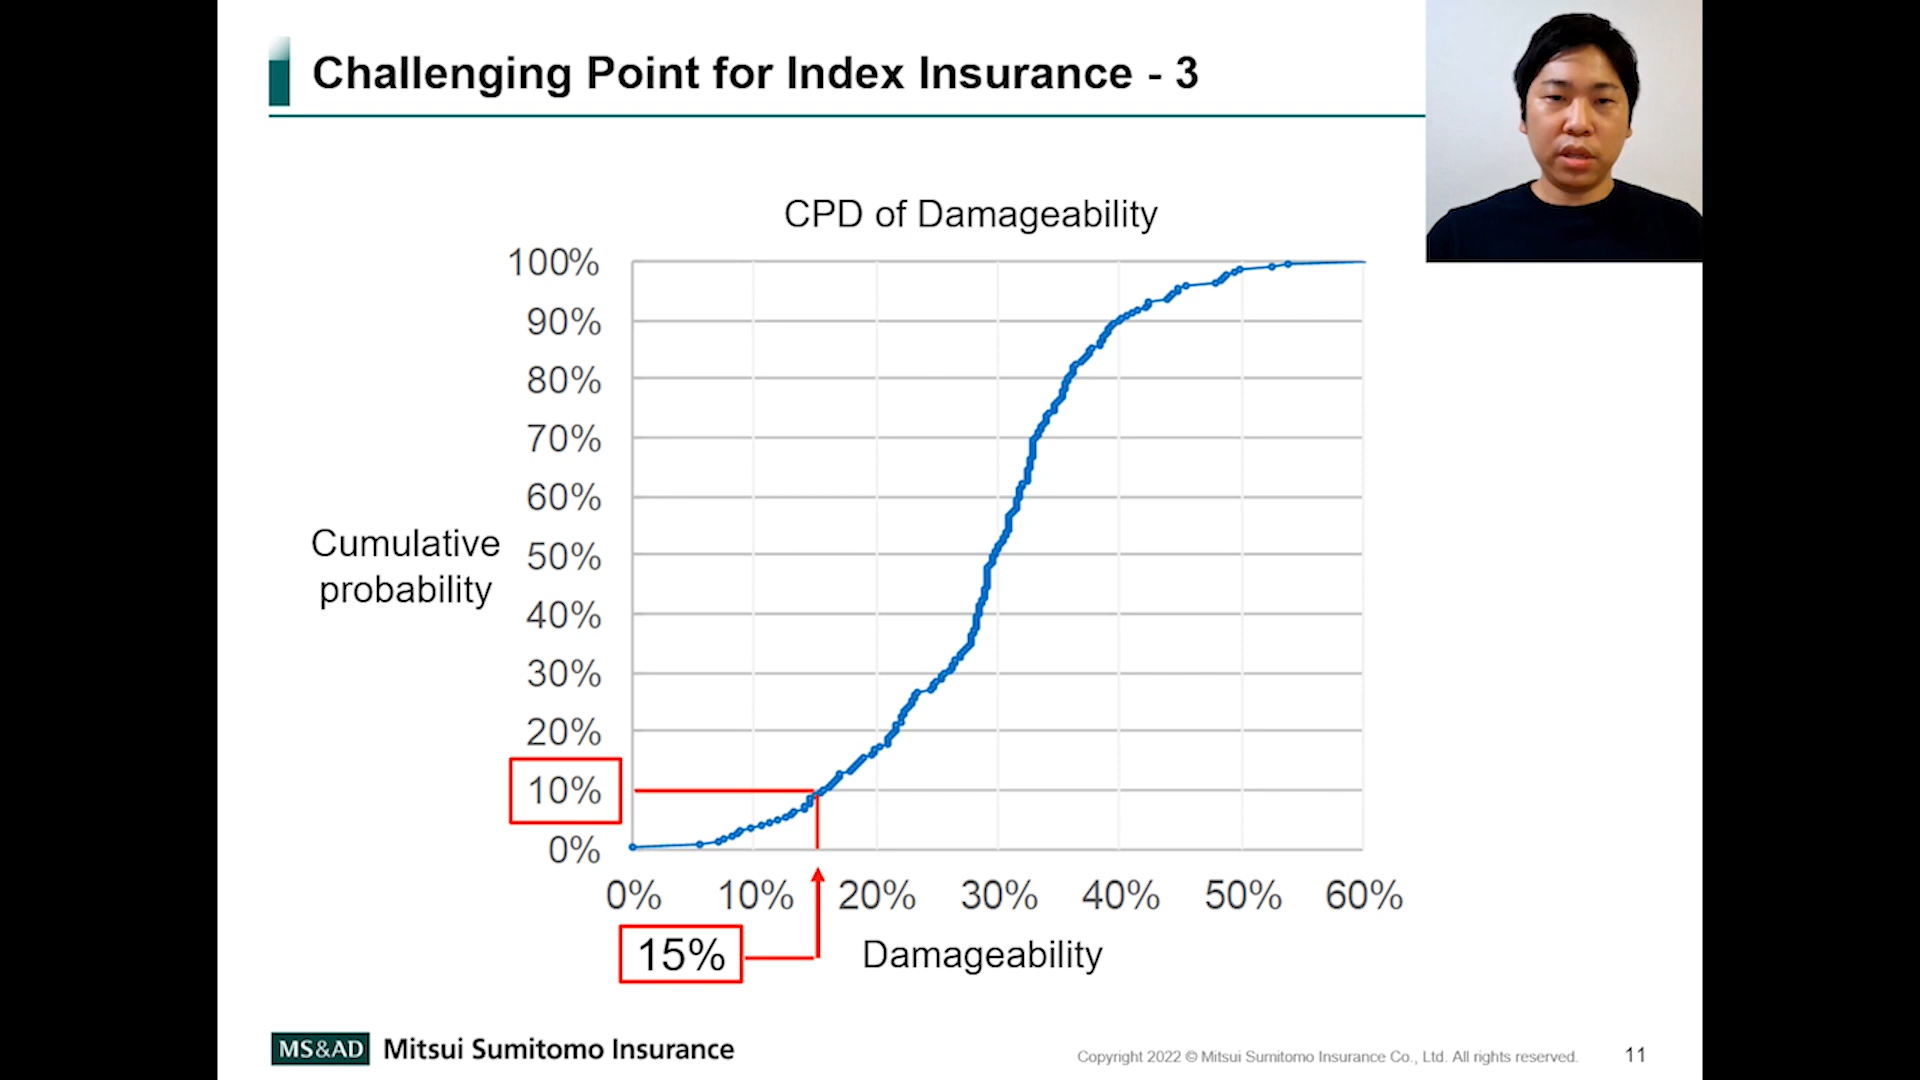 Challenging Point for Index Insurance - 3
CPD of Damageability
100%
90%
80%
70%
60%
Cumulative
probability
50%
40%
30%
20%
10%
0%
0% 10% 20% 30% 40% 50% 60%
15%
Damageability
MS&AD Mitsui Sumitomo Insurance
Copyright 2022 © Mitsui Sumitomo Insurance Co., Ltd. All rights reserved.
11